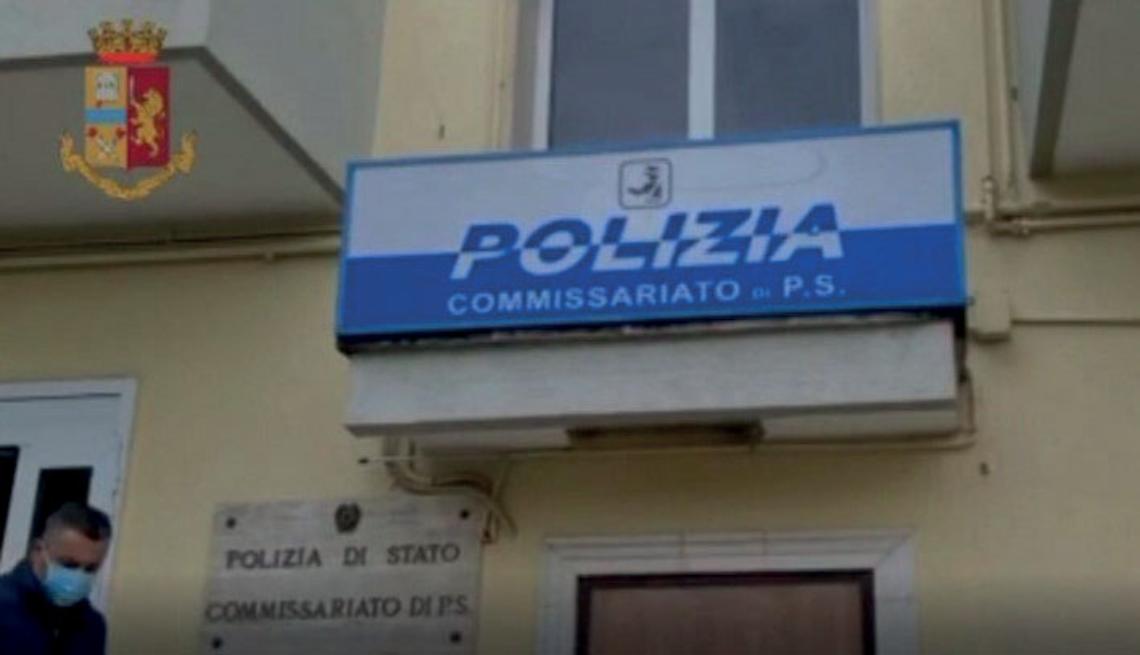 POLIZIA
COMMISSARIATO DI P.S.
POLIZIA DI STATO
COMMISSARIATO DI P.S.